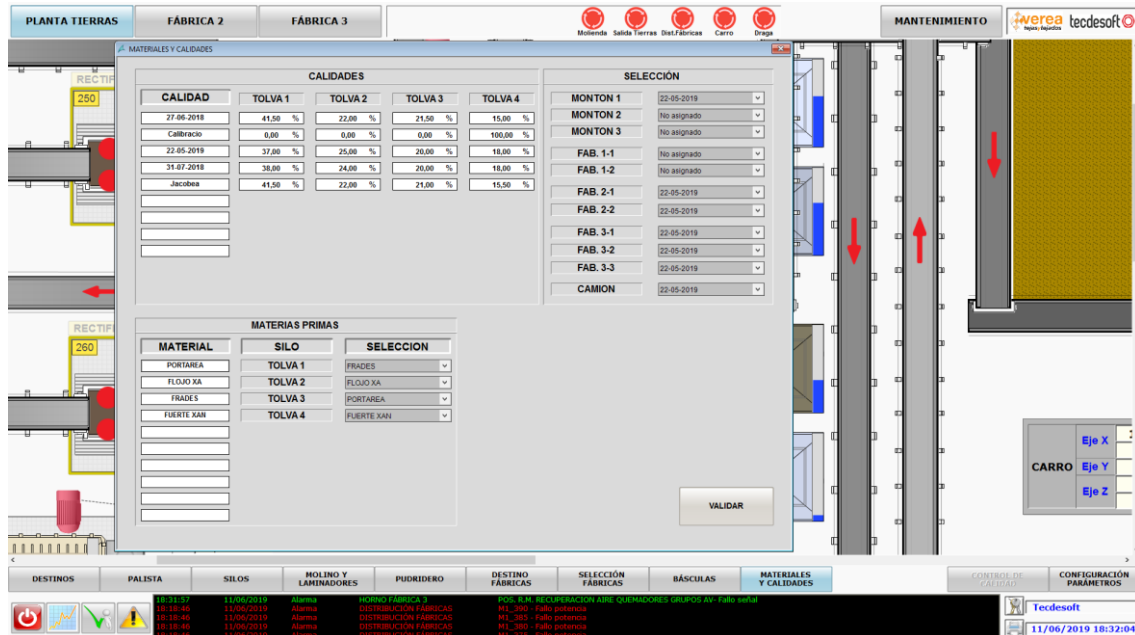 PLANTA TIERRAS FÁBRICA 2 FÁBRICA 3 MANTENIMIENTO verea tecdesoft
tejas y tejados
Molienda Salida Tierras Dist.Fábricas Carro Draga
MATERIALES Y CALIDADES
CALIDADES
CALIDAD TOLVA 1 TOLVA 2 TOLVA 3 TOLVA 4
27-06-2018 41,50 % 22,00 % 21,50 % 15,00 %
Calibracio 0,00 % 0,00 % 0,00 % 100,00 %
22-05-2019 37,00 % 25,00 % 20,00 % 18,00 %
31-07-2018 38,00 % 24,00 % 20,00 % 18,00 %
Jacobea 41,50 % 22,00 % 21,00 % 15,50 %
SELECCIÓN
MONTON 1 22-05-2019
MONTON 2 No asignado
MONTON 3 No asignado
FAB. 1-1 No asignado
FAB. 1-2 No asignado
FAB. 2-1 22-05-2019
FAB. 2-2 22-05-2019
FAB. 3-1 22-05-2019
FAB. 3-2 22-05-2019
FAB. 3-3 22-05-2019
CAMION 22-05-2019
MATERIAS PRIMAS
MATERIAL SILO SELECCION
PORTAREA TOLVA 1 FRADES
FLOJO XA TOLVA 2 FLOJO XA
FRADES TOLVA 3 PORTAREA
FUERTE XAN TOLVA 4 FUERTE XAN
VALIDAR
RECTIF
250
RECTIF
260
CARRO
Eje X
Eje Y
Eje Z
DESTINOS PALISTA SILOS MOLINO Y LAMINADORES PUDRIDERO DESTINO FÁBRICAS SELECCIÓN FÁBRICAS BÁSCULAS MATERIALES Y CALIDADES CONTROL DE CALIDAD CONFIGURACIÓN PARÁMETROS
18:31:57 11/06/2019 Alarma HORNO FÁBRICA 3 POS. R.M. RECUPERACION AIRE QUEMADORES GRUPOS AV- Fallo señal
18:18:46 11/06/2019 Alarma DISTRIBUCIÓN FÁBRICAS M1_390 - Fallo potencia
18:18:46 11/06/2019 Alarma DISTRIBUCIÓN FÁBRICAS M1_385 - Fallo potencia
18:18:46 11/06/2019 Alarma DISTRIBUCIÓN FÁBRICAS M1_380 - Fallo potencia
Tecdesoft
11/06/2019 18:32:04